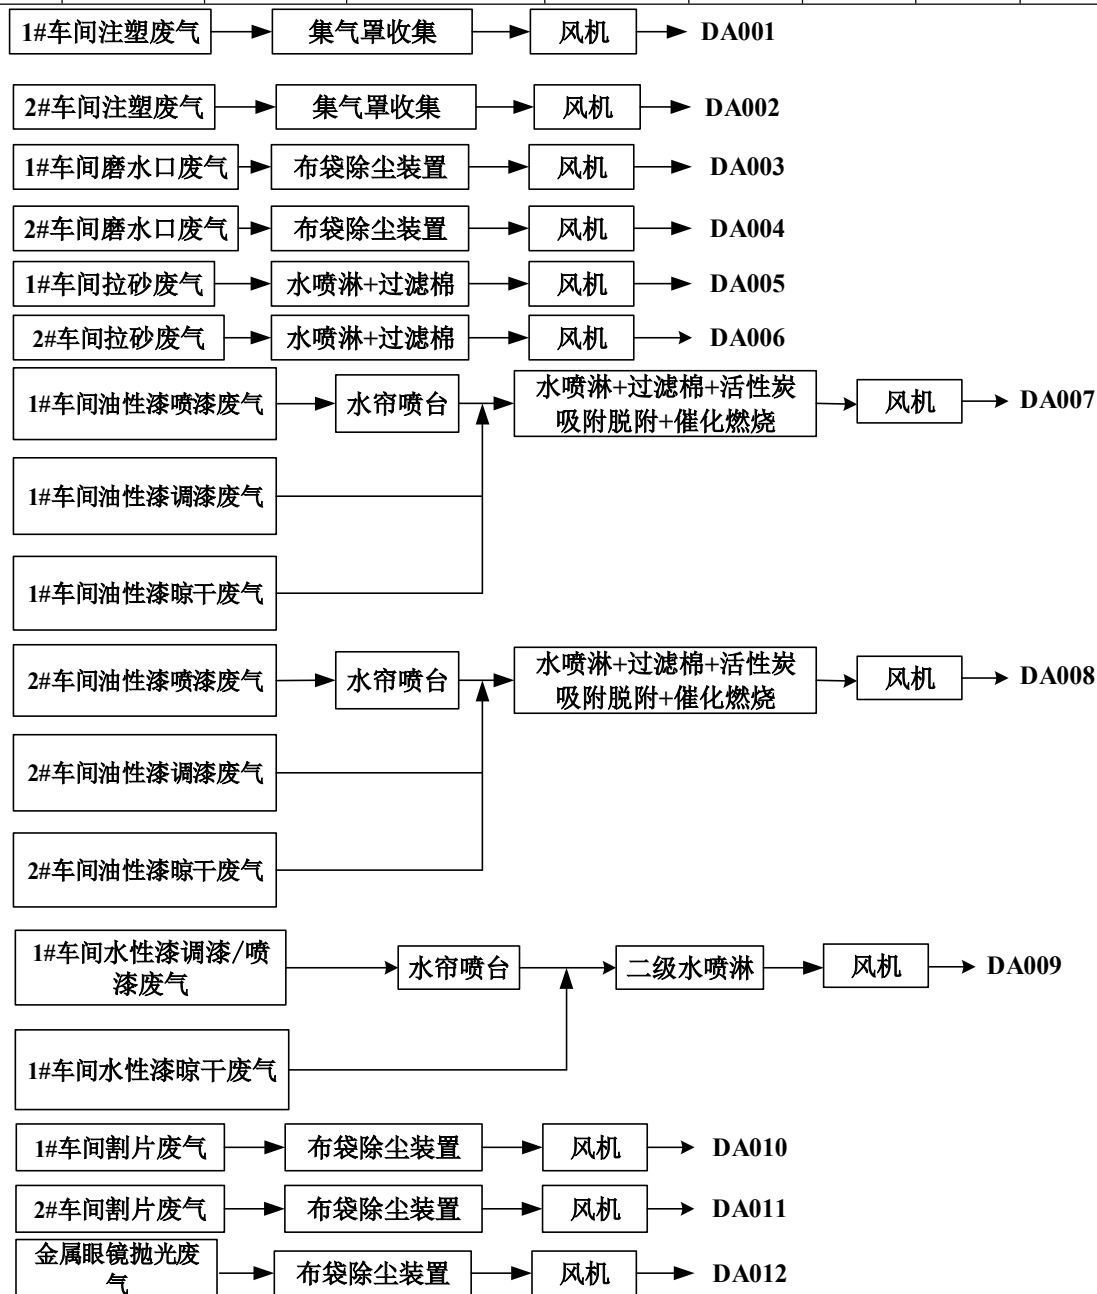 1#车间注塑废气 集气罩收集 风机 DA001
2#车间注塑废气 集气罩收集 风机 DA002
1#车间磨水口废气 布袋除尘装置 风机 DA003
2#车间磨水口废气 布袋除尘装置 风机 DA004
1#车间拉砂废气 水喷淋+过滤棉 风机 DA005
2#车间拉砂废气 水喷淋+过滤棉 风机 DA006
1#车间油性漆喷漆废气 水帘喷台 水喷淋+过滤棉+活性炭
吸附脱附+催化燃烧 风机 DA007
1#车间油性漆调漆废气
1#车间油性漆晾干废气
2#车间油性漆喷漆废气 水帘喷台 水喷淋+过滤棉+活性炭
吸附脱附+催化燃烧 风机 DA008
2#车间油性漆调漆废气
2#车间油性漆晾干废气
1#车间水性漆调漆/喷
漆废气 水帘喷台 二级水喷淋 风机 DA009
1#车间水性漆晾干废气
1#车间割片废气 布袋除尘装置 风机 DA010
2#车间割片废气 布袋除尘装置 风机 DA011
金属眼镜抛光废
气 布袋除尘装置 风机 DA012